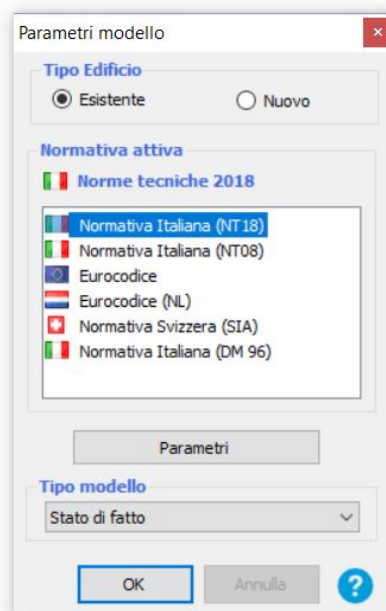 Parametri modello
×
Tipo Edificio
Esistente
Nuovo
Normativa attiva
Norme tecniche 2018
Normativa Italiana (NT18)
Normativa Italiana (NT08)
Eurocodice
Eurocodice (NL)
Normativa Svizzera (SIA)
Normativa Italiana (DM 96)
Parametri
Tipo modello
Stato di fatto
OK
Annulla
?